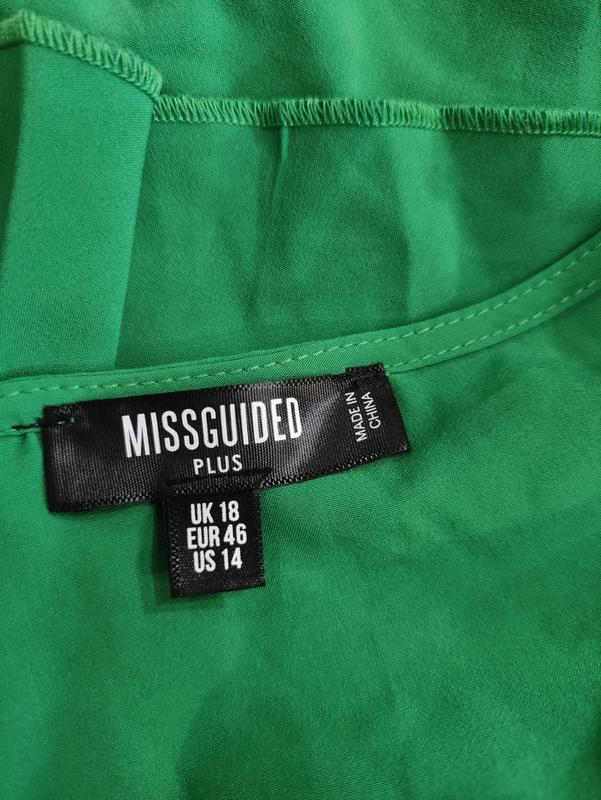 MISSGUIDED
PLUS
MADE IN
CHINA
UK 18
EUR 46
US 14